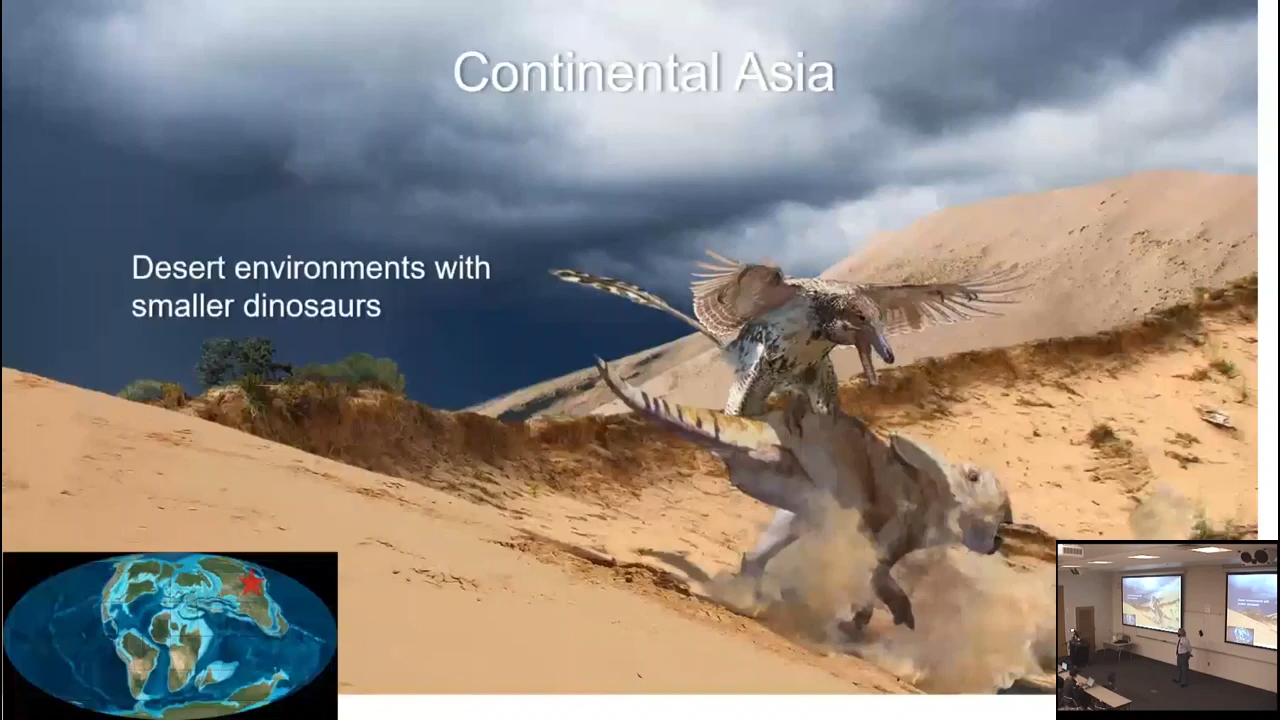 Continental Asia
Desert environments with
smaller dinosaurs